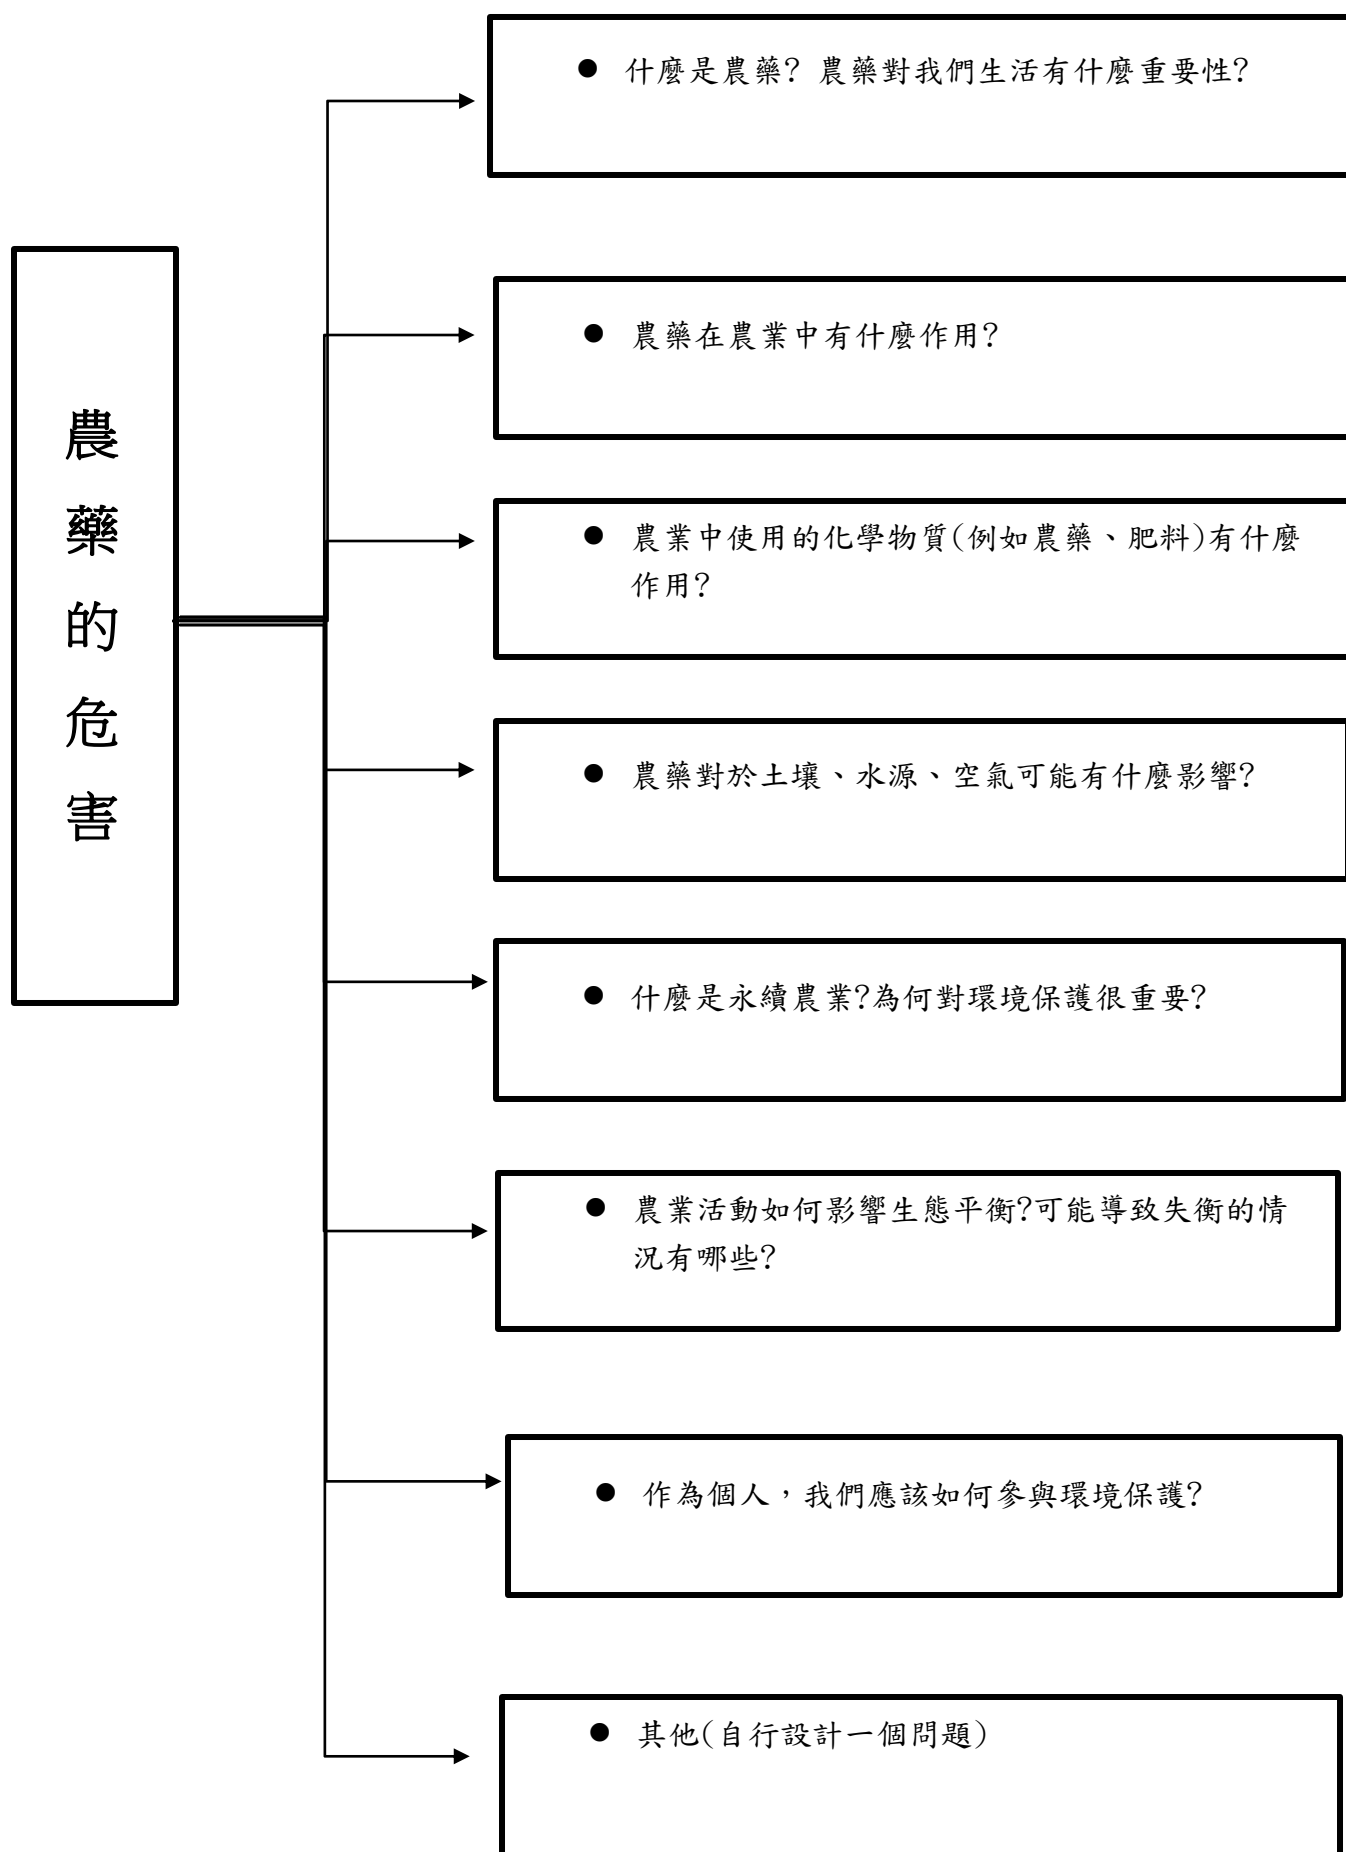 農藥的危害
● 什麼是農藥? 農藥對我們生活有什麼重要性?
● 農藥在農業中有什麼作用?
● 農業中使用的化學物質(例如農藥、肥料)有什麼
作用?
● 農藥對於土壤、水源、空氣可能有什麼影響?
● 什麼是永續農業?為何對環境保護很重要?
● 農業活動如何影響生態平衡?可能導致失衡的情
況有哪些?
● 作為個人，我們應該如何參與環境保護?
● 其他(自行設計一個問題)